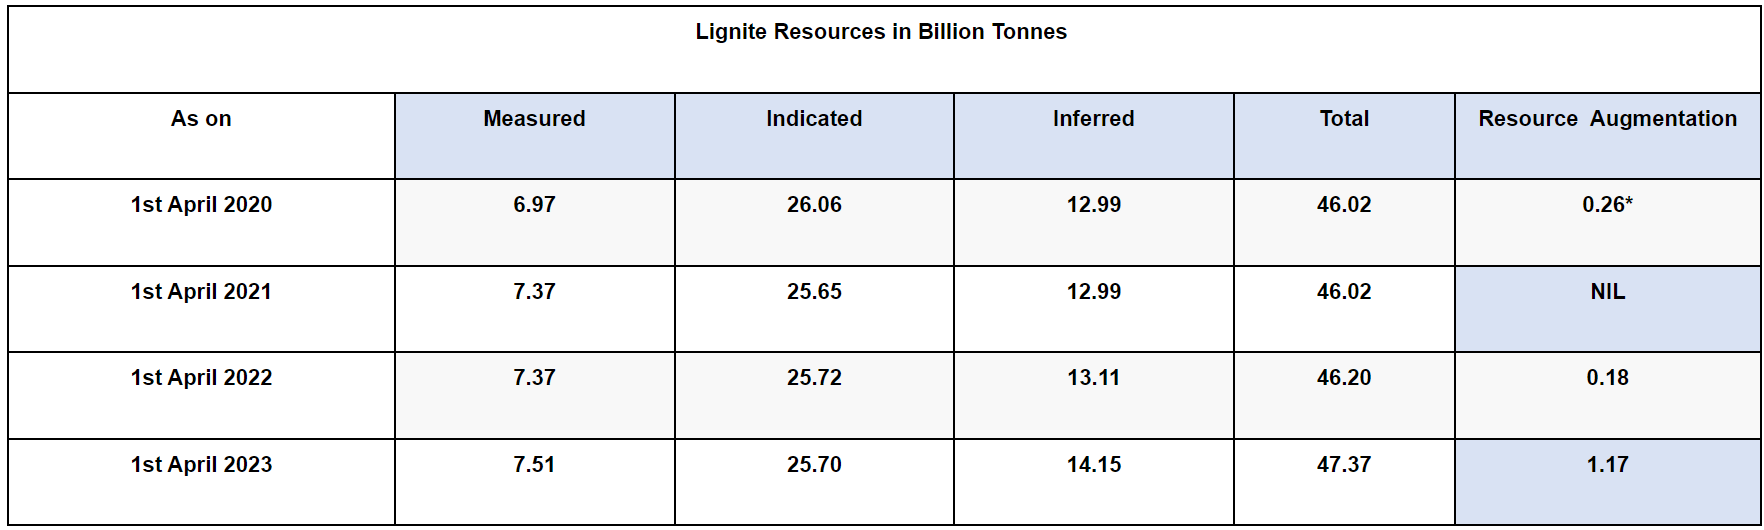 Lignite Resources in Billion Tonnes
As on Measured Indicated Inferred Total Resource Augmentation
1st April 2020 6.97 26.06 12.99 46.02 0.26*
1st April 2021 7.37 25.65 12.99 46.02 NIL
1st April 2022 7.37 25.72 13.11 46.20 0.18
1st April 2023 7.51 25.70 14.15 47.37 1.17